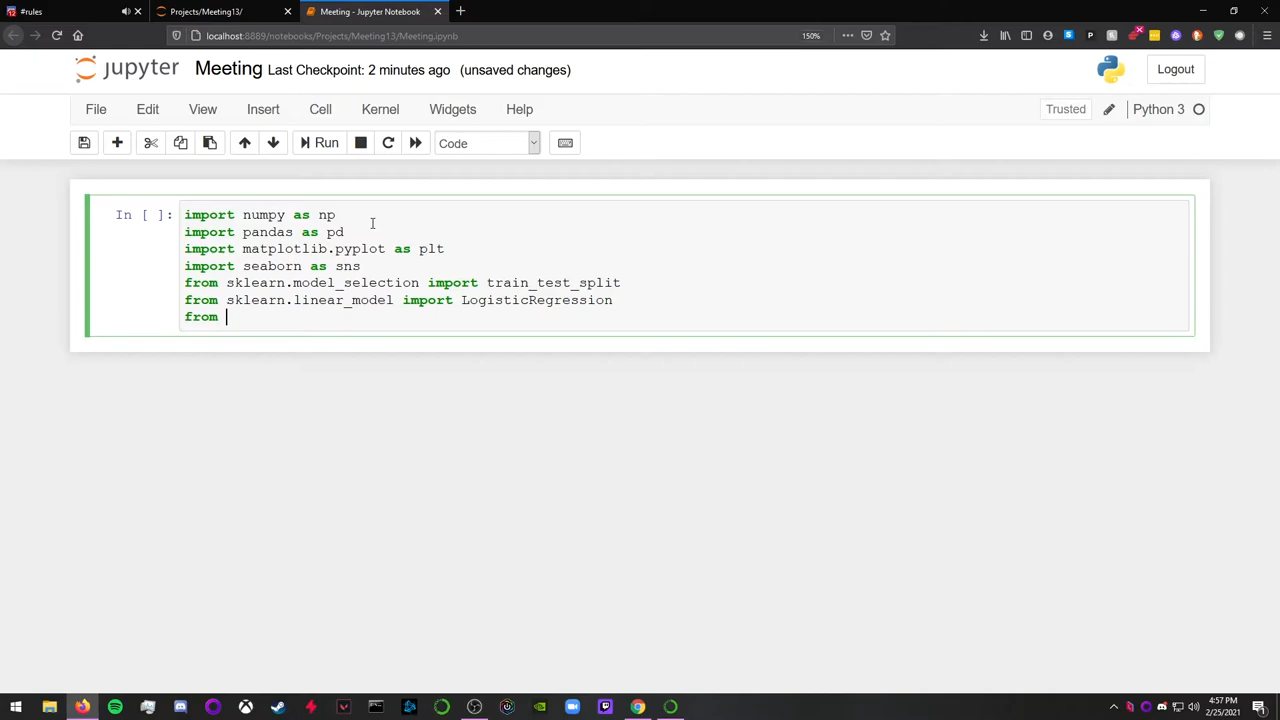 #rules
Projects/Meeting13/
Meeting - Jupyter Notebook
localhost:8889/notebooks/Projects/Meeting13/Meeting.ipynb
150%
jupyter Meeting Last Checkpoint: 2 minutes ago (unsaved changes)
Logout
File Edit View Insert Cell Kernel Widgets Help
Trusted
Python 3
Run
Code
In [ ]:
import numpy as np
import pandas as pd
import matplotlib.pyplot as plt
import seaborn as sns
from sklearn.model_selection import train_test_split
from sklearn.linear_model import LogisticRegression
from
4:57 PM
2/25/2021